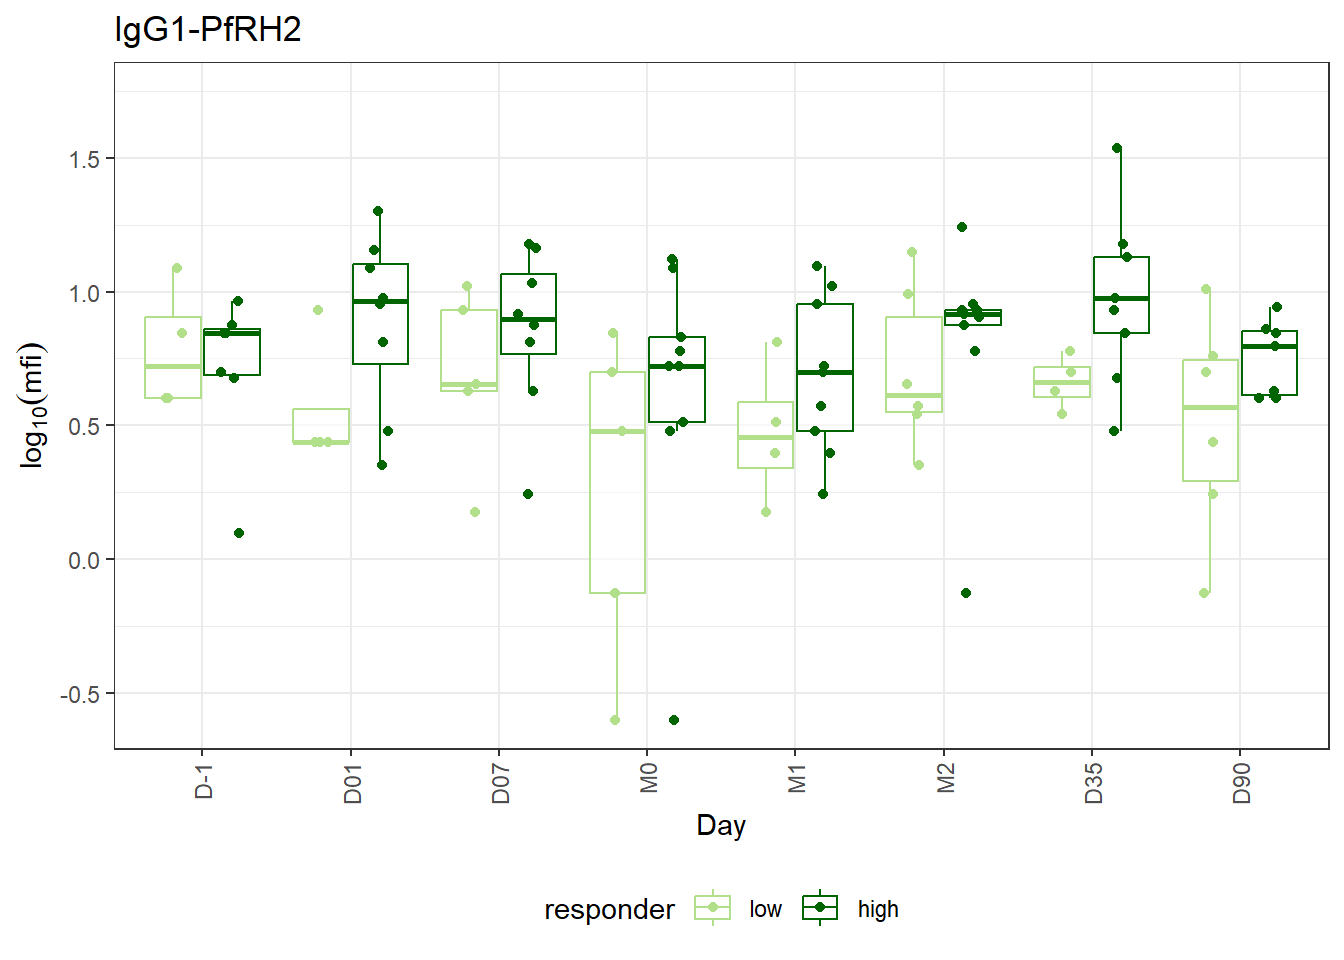 IgG1-PfRH2
log10(mfi)
1.5
1.0
0.5
0.0
-0.5
D-1 D01 D07 M0 M1 M2 D35 D90
Day
responder low high